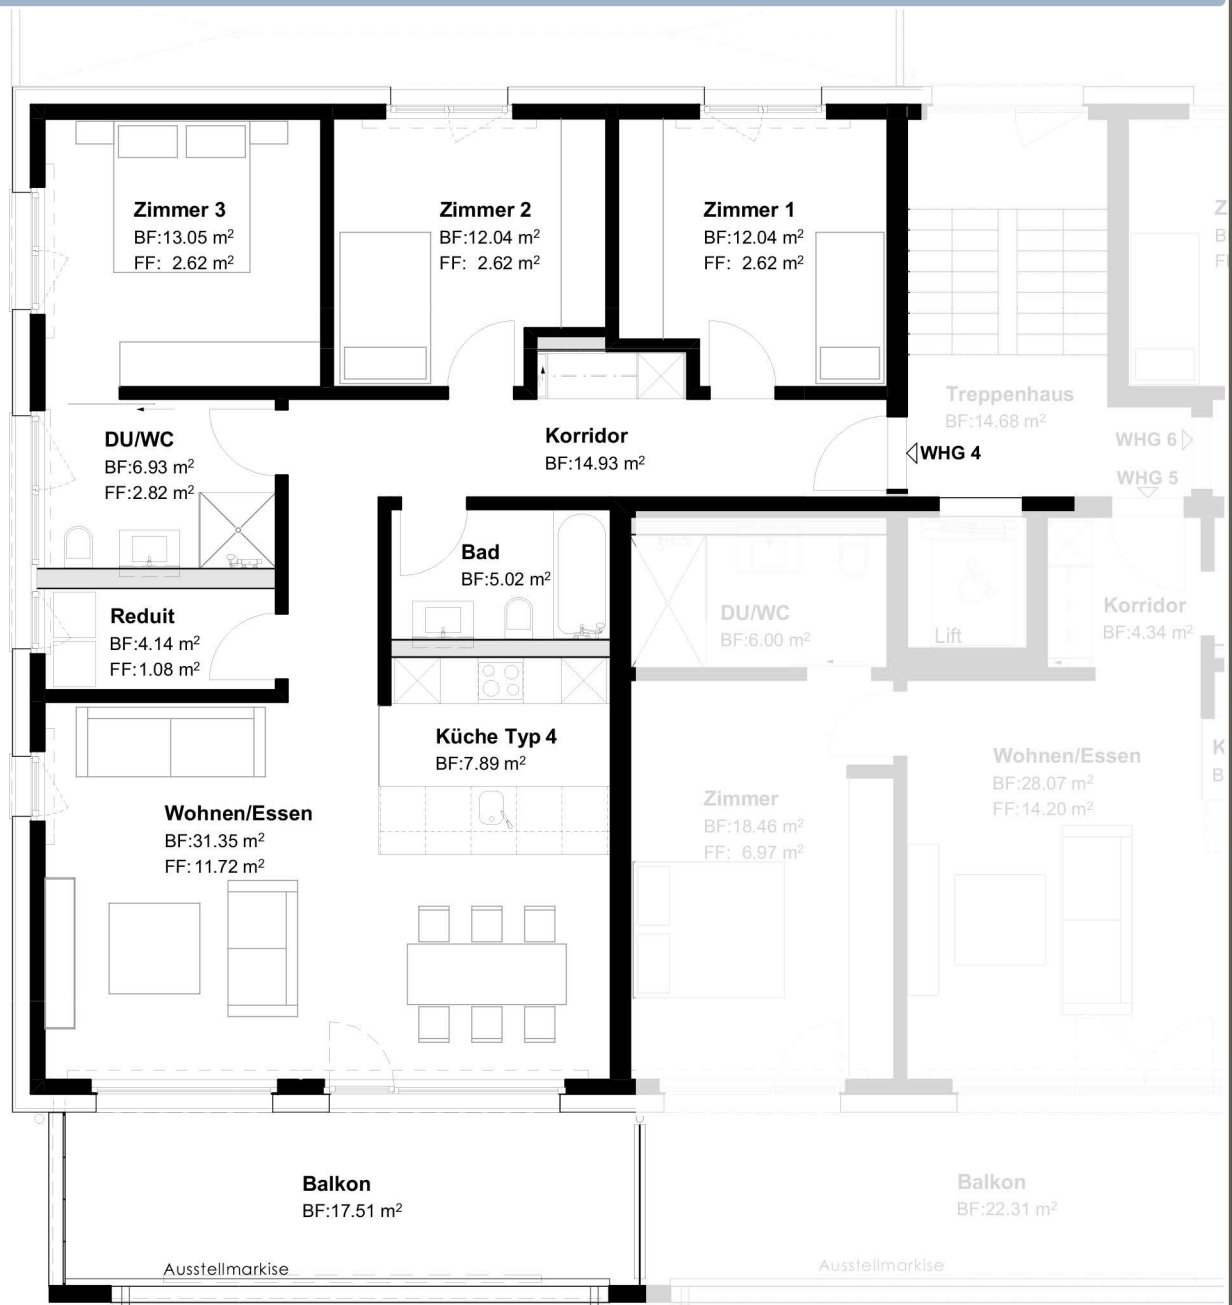 Zimmer 3
BF:13.05 m²
FF: 2.62 m²
Zimmer 2
BF:12.04 m²
FF: 2.62 m²
Zimmer 1
BF:12.04 m²
FF: 2.62 m²
Z
B
F
Treppenhaus
BF:14.68 m²
DU/WC
BF:6.93 m²
FF:2.82 m²
Korridor
BF:14.93 m²
WHG 4
WHG 6
WHG 5
Bad
BF:5.02 m²
Reduit
BF:4.14 m²
FF:1.08 m²
DU/WC
BF:6.00 m²
Lift
Korridor
BF:4.34 m²
Küche Typ 4
BF:7.89 m²
Wohnen/Essen
BF:28.07 m²
FF:14.20 m²
K
B
Wohnen/Essen
BF:31.35 m²
FF:11.72 m²
Zimmer
BF:18.46 m²
FF: 6.97 m²
Balkon
BF:17.51 m²
Balkon
BF:22.31 m²
Ausstellmarkise
Ausstellmarkise